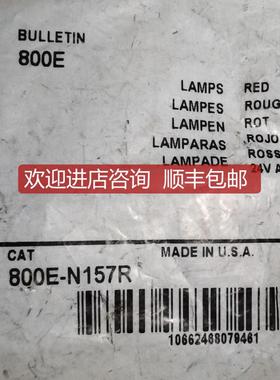 BULLETIN
800E
LAMPS RED
LAMPES ROUG
LAMPEN ROT
LAMPARAS ROJO
LAMPADE ROSS
24V A
欢迎进店咨询 顺丰包邮
CAT MADE IN U.S.A.
800E-N157R
10662468079461